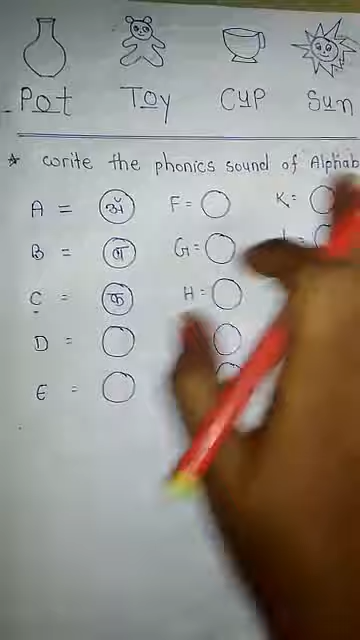 Pot Toy CUP Sun
* Write the phonics sound of Alphab
A = अॅ F = K =
B = ब G =
C = क H =
D =
E =